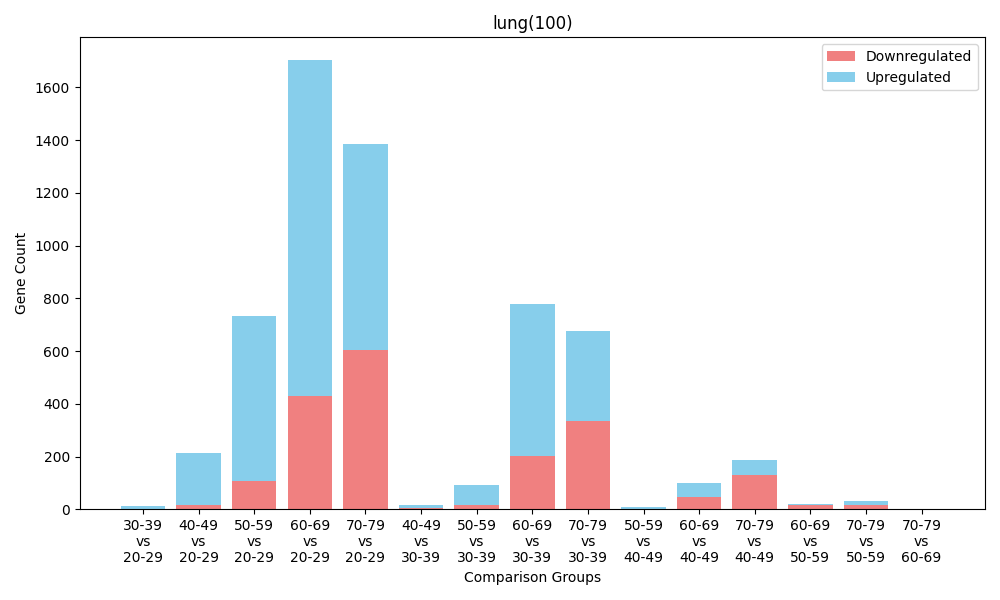 lung(100)
Downregulated
Upregulated
Gene Count
1600
1400
1200
1000
800
600
400
200
0
30-39 40-49 50-59 60-69 70-79 40-49 50-59 60-69 70-79 50-59 60-69 70-79 60-69 70-79 70-79
vs vs vs vs vs vs vs vs vs vs vs vs vs vs vs
20-29 20-29 20-29 20-29 20-29 30-39 30-39 30-39 30-39 40-49 40-49 40-49 50-59 50-59 60-69
Comparison Groups